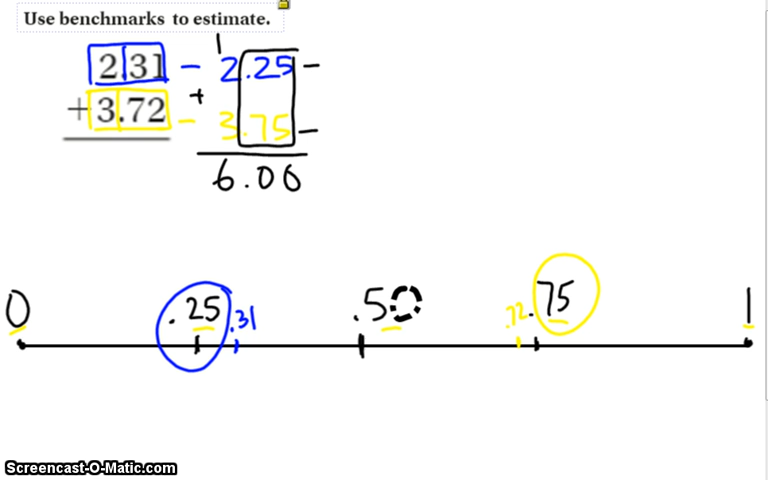 Use benchmarks to estimate.
1
2.31 - 2.25 -
+3.72 - + 3.75 -
6.00
0 .25 .31 .50 .72 .75 1
Screencast-O-Matic.com